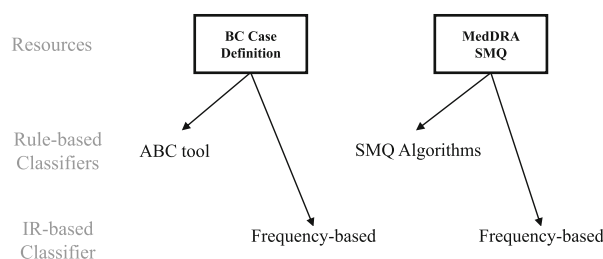 Resources
BC Case
Definition
MedDRA
SMQ
Rule-based
Classifiers
ABC tool
SMQ Algorithms
IR-based
Classifier
Frequency-based
Frequency-based